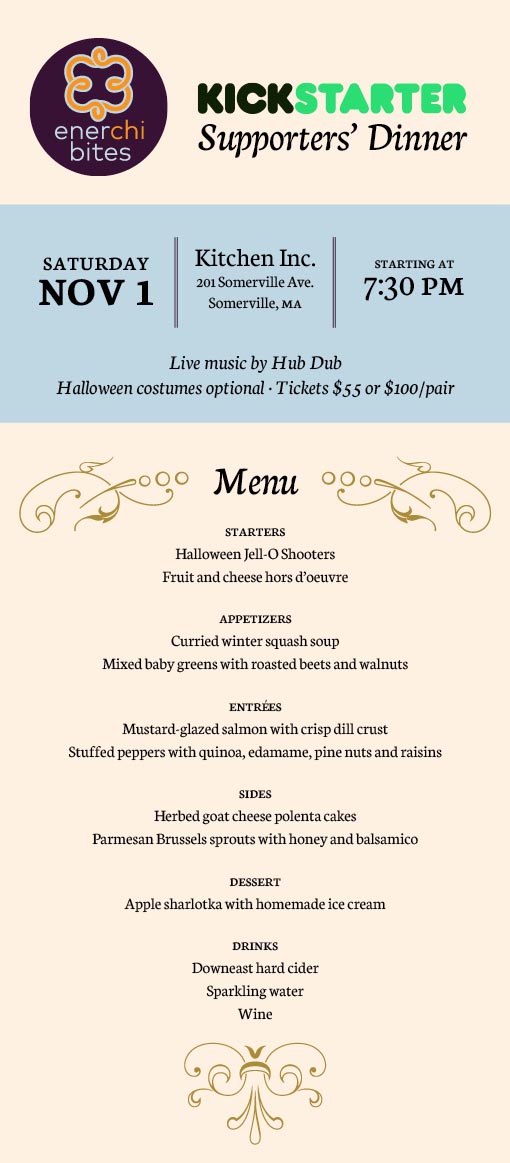 enerchi
bites
KICKSTARTER
Supporters’ Dinner
SATURDAY
NOV 1
Kitchen Inc.
201 Somerville Ave.
Somerville, MA
STARTING AT
7:30 PM
Live music by Hub Dub
Halloween costumes optional · Tickets $55 or $100/pair
Menu
STARTERS
Halloween Jell-O Shooters
Fruit and cheese hors d’oeuvre
APPETIZERS
Curried winter squash soup
Mixed baby greens with roasted beets and walnuts
ENTRÉES
Mustard-glazed salmon with crisp dill crust
Stuffed peppers with quinoa, edamame, pine nuts and raisins
SIDES
Herbed goat cheese polenta cakes
Parmesan Brussels sprouts with honey and balsamico
DESSERT
Apple sharlotka with homemade ice cream
DRINKS
Downeast hard cider
Sparkling water
Wine